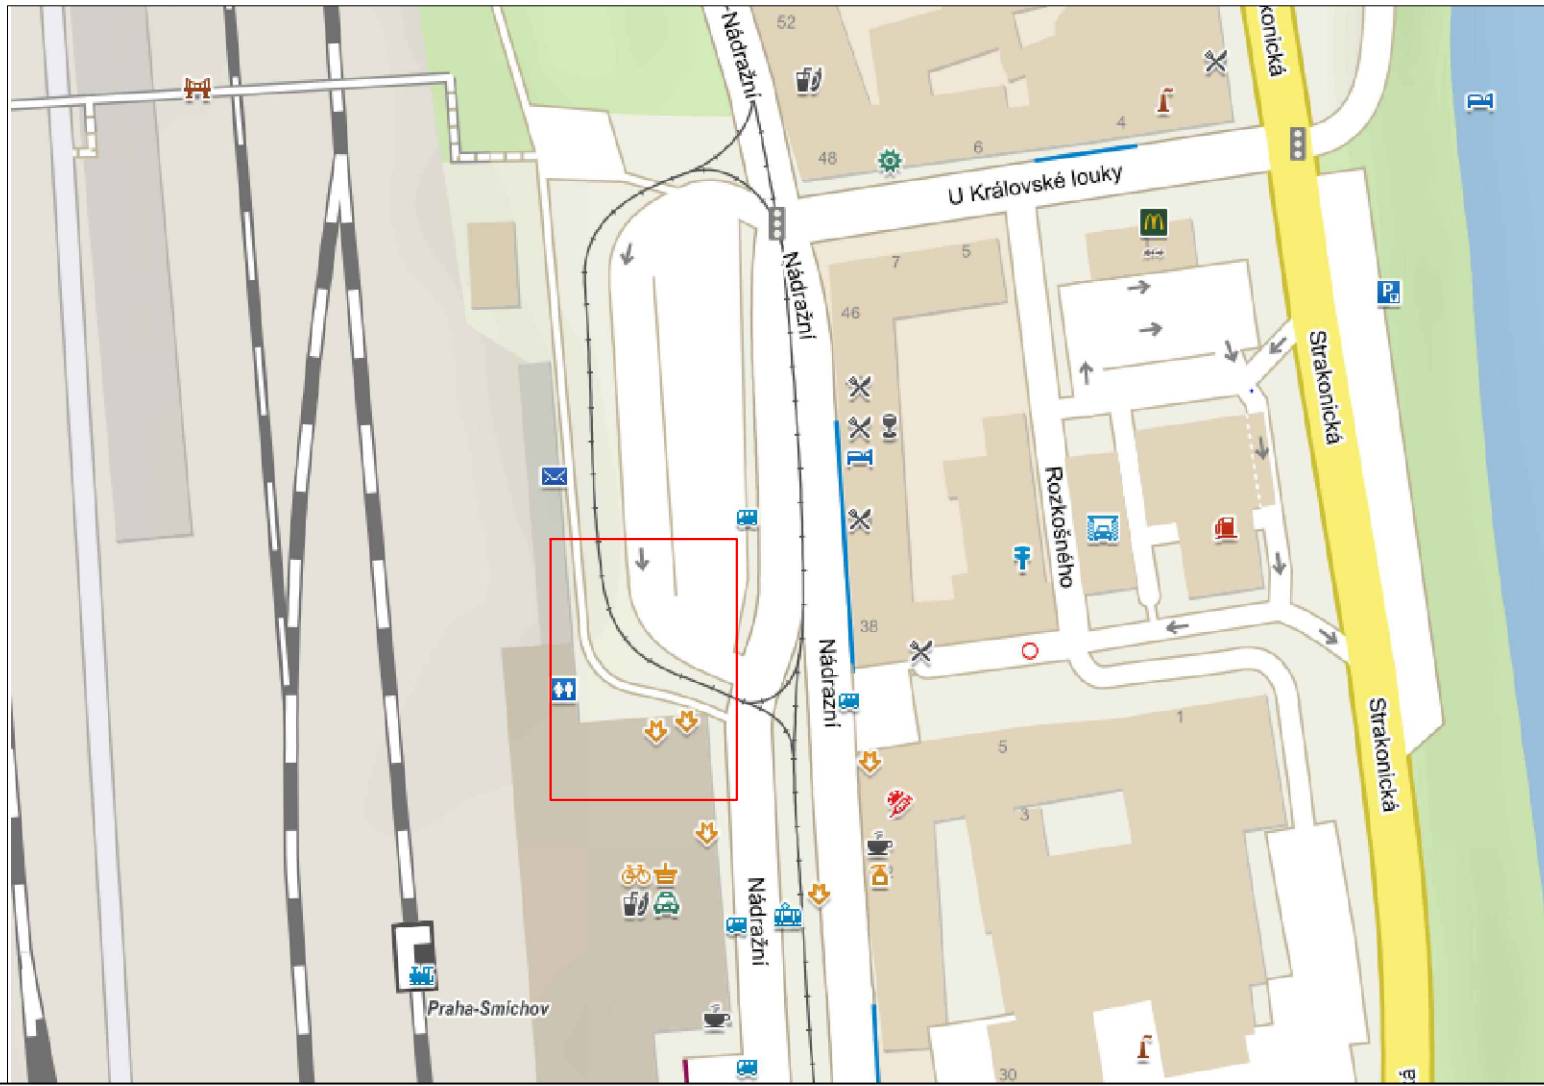 52
-Nádražní
konická
4
6
48
U Královské louky
5
7
Nádražní
46
P
Strakonická
Rozkošného
38
Nádražní
Strakonická
1
5
3
Nádražní
Praha-Smíchov
30
á